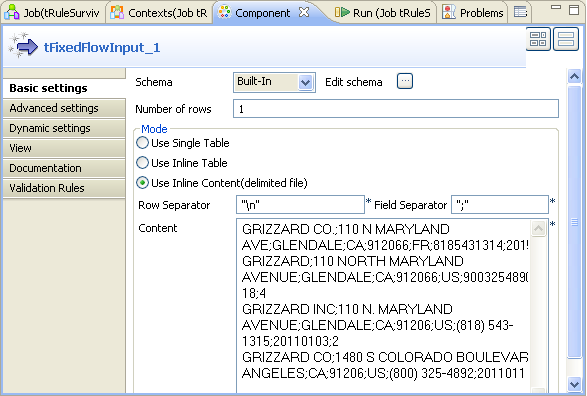 Job(tRuleSurviv
Contexts(Job tR
Component
Run (Job tRuleS
Problems
tFixedFlowInput_1
Basic settings
Advanced settings
Dynamic settings
View
Documentation
Validation Rules
Schema Built-In Edit schema ...
Number of rows 1
Mode
Use Single Table
Use Inline Table
Use Inline Content(delimited file)
Row Separator "\n" * Field Separator ";" *
Content
GRIZZARD CO.;110 N MARYLAND
AVE;GLENDALE;CA;912066;FR;8185431314;2015
GRIZZARD;110 NORTH MARYLAND
AVENUE;GLENDALE;CA;912066;US;9003254890
18;4
GRIZZARD INC;110 N. MARYLAND
AVENUE;GLENDALE;CA;91206;US;(818) 543-
1315;20110103;2
GRIZZARD CO;1480 S COLORADO BOULEVAR
ANGELES;CA;91206;US;(800) 325-4892;2011011
*